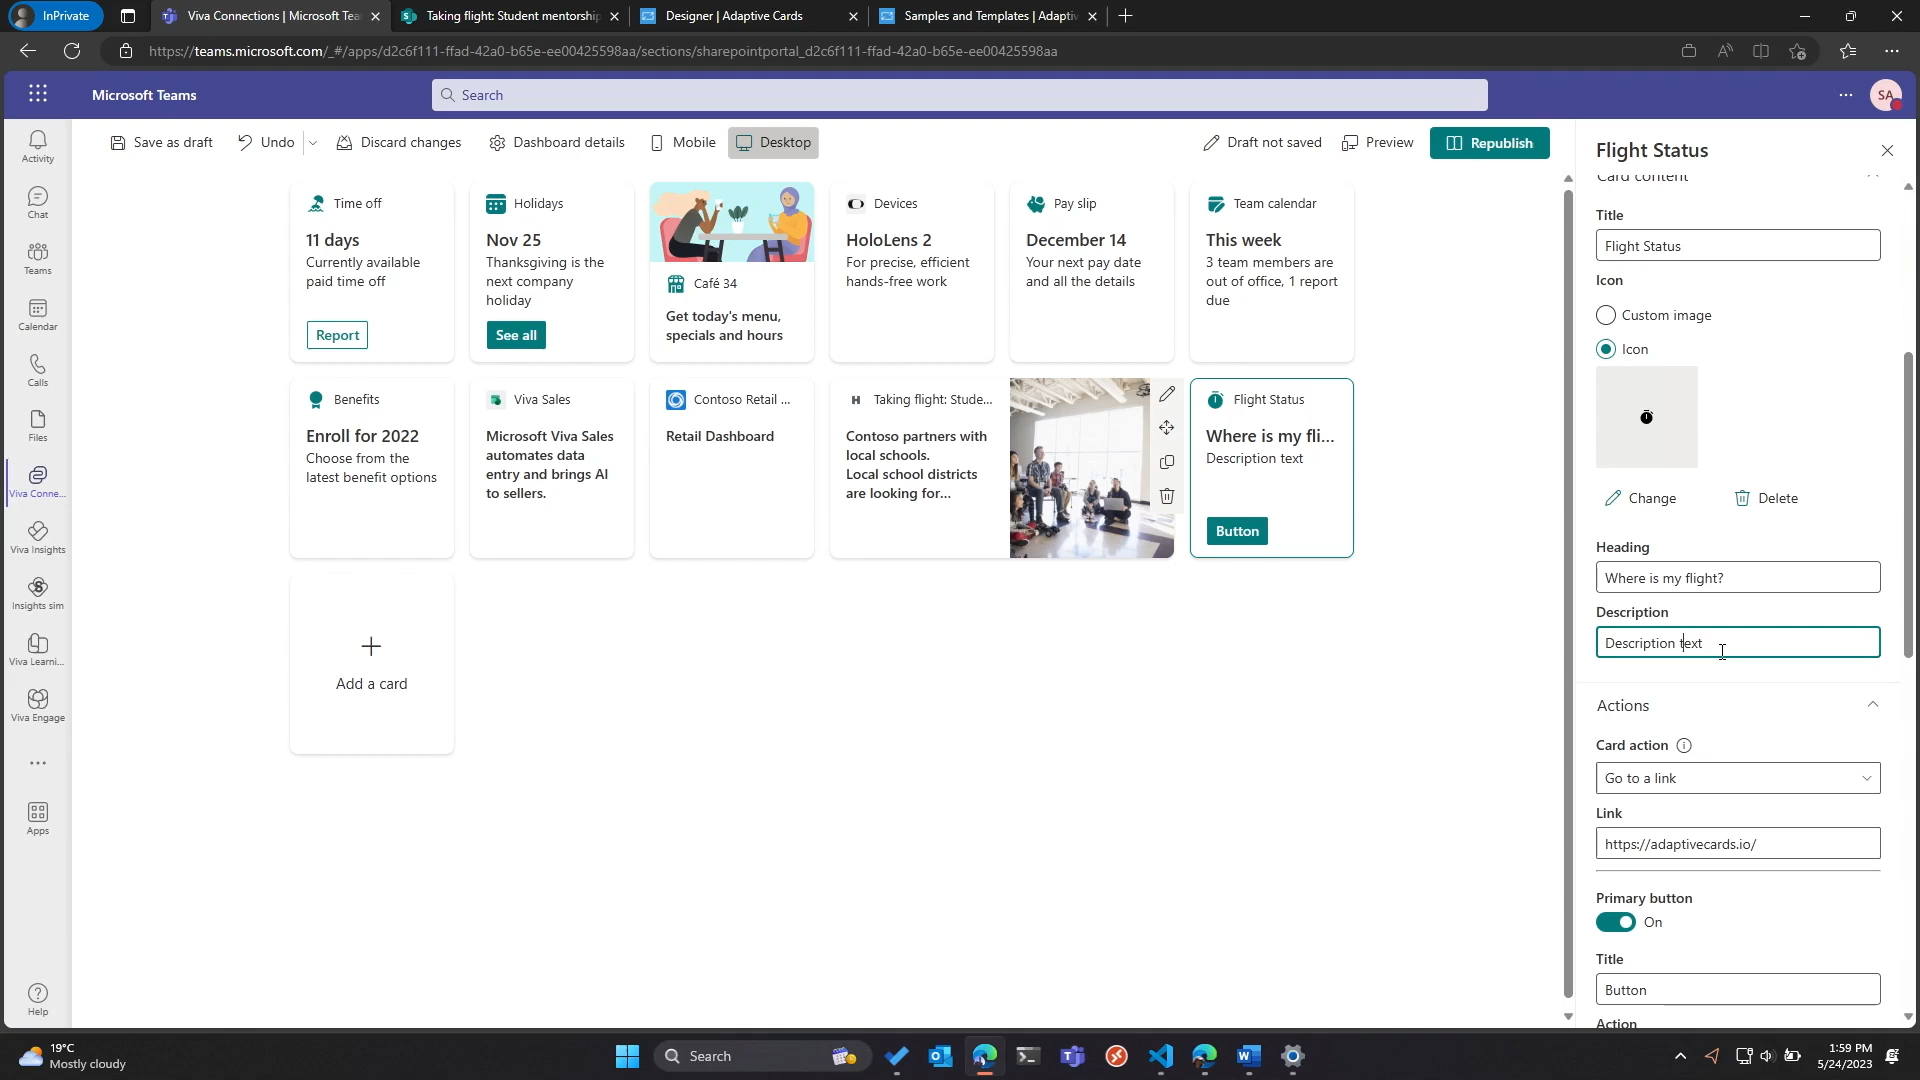 InPrivate
Viva Connections | Microsoft Tea
Taking flight: Student mentorship
Designer | Adaptive Cards
Samples and Templates | Adaptiv
https://teams.microsoft.com/_#/apps/d2c6f111-ffad-42a0-b65e-ee00425598aa/sections/sharepointportal_d2c6f111-ffad-42a0-b65e-ee00425598aa
Microsoft Teams
Search
SA
Activity
Chat
Teams
Calendar
Calls
Files
Viva Conne...
Viva Insights
Insights sim
Viva Learni...
Viva Engage
Apps
Help
Save as draft
Undo
Discard changes
Dashboard details
Mobile
Desktop
Draft not saved
Preview
Republish
Time off
11 days
Currently available
paid time off
Report
Holidays
Nov 25
Thanksgiving is the
next company
holiday
See all
Café 34
Get today's menu,
specials and hours
Devices
HoloLens 2
For precise, efficient
hands-free work
Pay slip
December 14
Your next pay date
and all the details
Team calendar
This week
3 team members are
out of office, 1 report
due
Benefits
Enroll for 2022
Choose from the
latest benefit options
Viva Sales
Microsoft Viva Sales
automates data
entry and brings AI
to sellers.
Contoso Retail ...
Retail Dashboard
H
Taking flight: Stude...
Contoso partners with
local schools.
Local school districts
are looking for...
Flight Status
Where is my fli...
Description text
Button
Add a card
Flight Status
Card content
Title
Flight Status
Icon
Custom image
Icon
Change
Delete
Heading
Where is my flight?
Description
Description text
Actions
Card action
Go to a link
Link
https://adaptivecards.io/
Primary button
On
Title
Button
Action
19°C
Mostly cloudy
Search
1:59 PM
5/24/2023